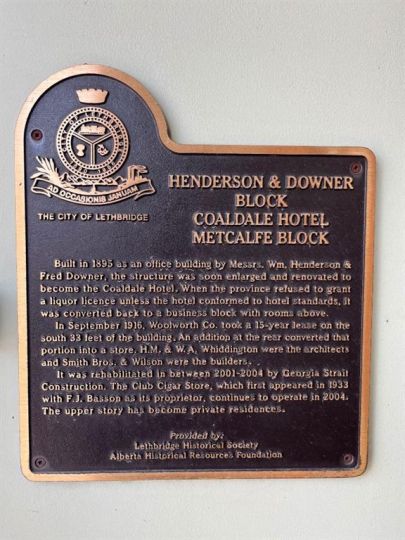 AD OCCASIONIS JANUAM
THE CITY OF LETHBRIDGE
HENDERSON & DOWNER
BLOCK
COALDALE HOTEL
METCALFE BLOCK
Built in 1893 as an office building by Messrs. Wm. Henderson &
Fred Downer, the structure was soon enlarged and renovated to
become the Coaldale Hotel. When the province refused to grant
a liquor licence unless the hotel conformed to hotel standards, it
was converted back to a business block with rooms above.
In September 1916, Woolworth Co. took a 15-year lease on the
south 33 feet of the building. An addition at the rear converted that
portion into a store. H.M. & W.A. Whiddington were the architects
and Smith Bros. & Wilson were the builders.
It was rehabilitated in between 2001-2004 by Georgia Strait
Construction. The Club Cigar Store, which first appeared in 1933
with F.J. Basson as its proprietor, continues to operate in 2004.
The upper story has become private residences.
Provided by:
Lethbridge Historical Society
Alberta Historical Resources Foundation